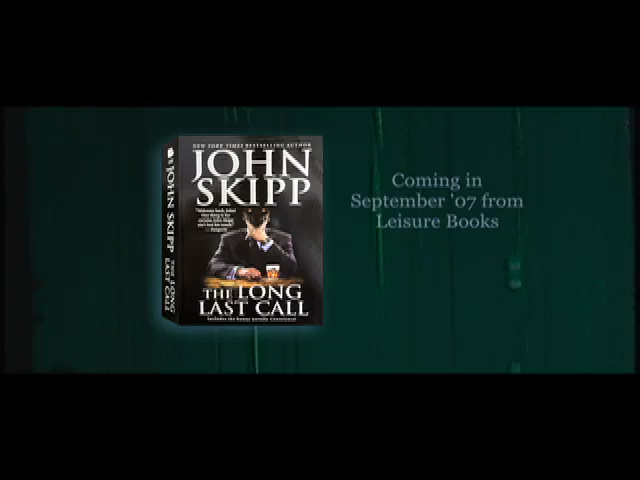 NEW YORK TIMES BESTSELLING AUTHOR
JOHN
SKIPP
THE LONG
LAST CALL
JOHN SKIPP THE LONG LAST CALL
Coming in
September '07 from
Leisure Books